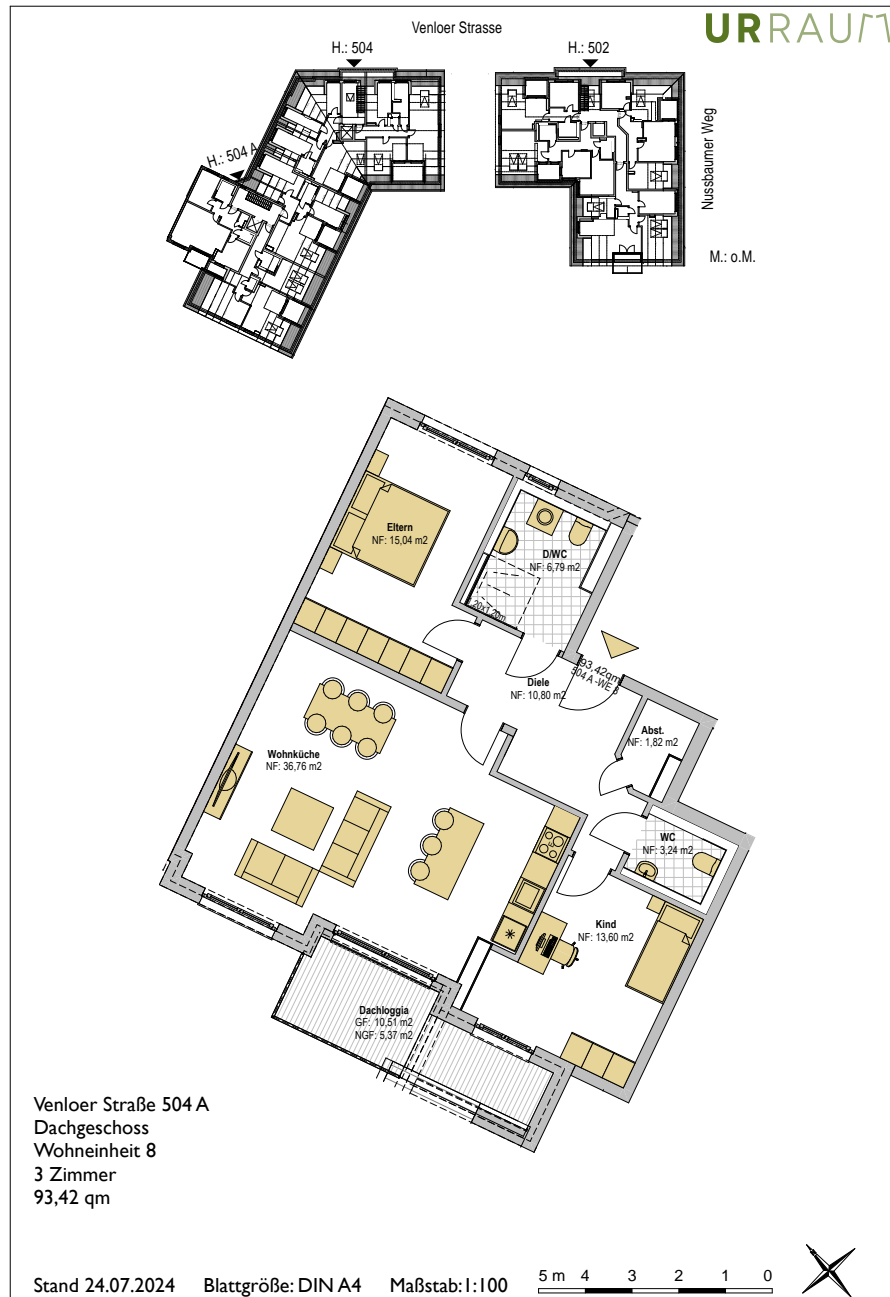 Venloer Strasse
URRAUM
H.: 504
H.: 502
H.: 504 A
Nussbaumer Weg
M.: o.M.
Eltern
NF: 15,04 m2
D/WC
NF: 6,79 m2
1,20x1,20m
93,42qm
504 A -WE 8
Diele
NF: 10,80 m2
Abst.
NF: 1,82 m2
Wohnküche
NF: 36,76 m2
WC
NF: 3,24 m2
Kind
NF: 13,60 m2
Dachloggia
GF: 10,51 m2
NGF: 5,37 m2
Venloer Straße 504 A
Dachgeschoss
Wohneinheit 8
3 Zimmer
93,42 qm
Stand 24.07.2024 Blattgröße: DIN A4 Maßstab:1:100
5 m 4 3 2 1 0